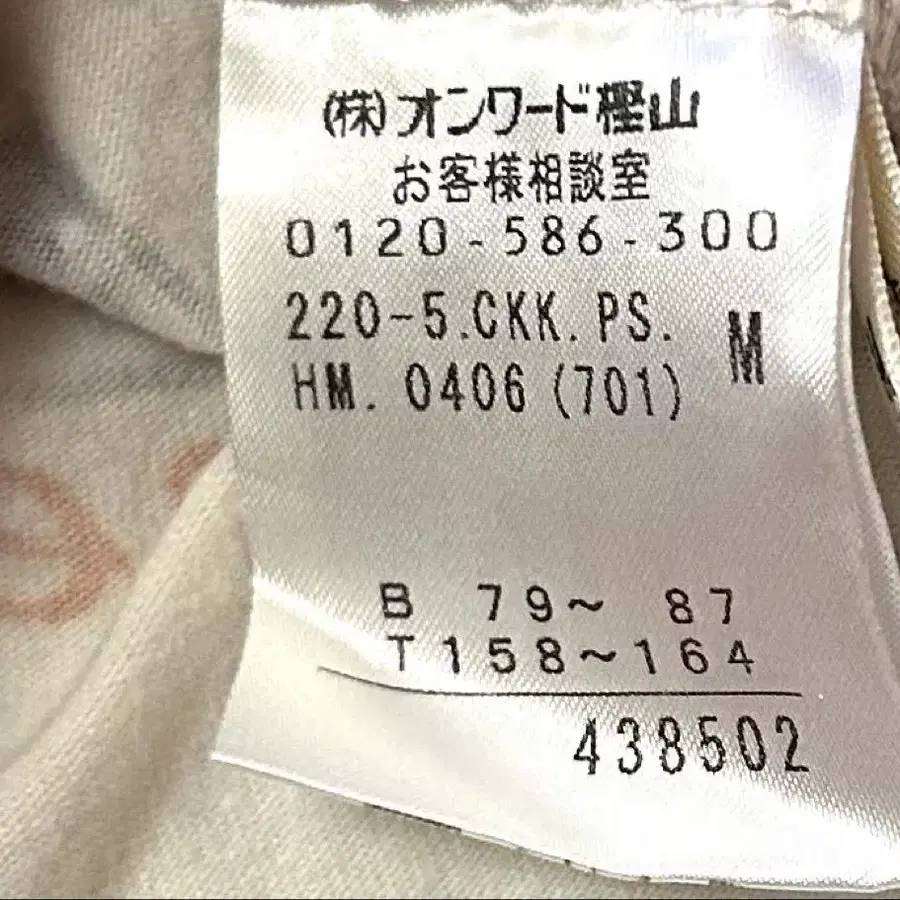 (株)オンワード樫山
お客様相談室
0120-586-300
220-5.CKK.PS.
HM. 0406 (701)
M
B 79~ 87
T 158~164
438502